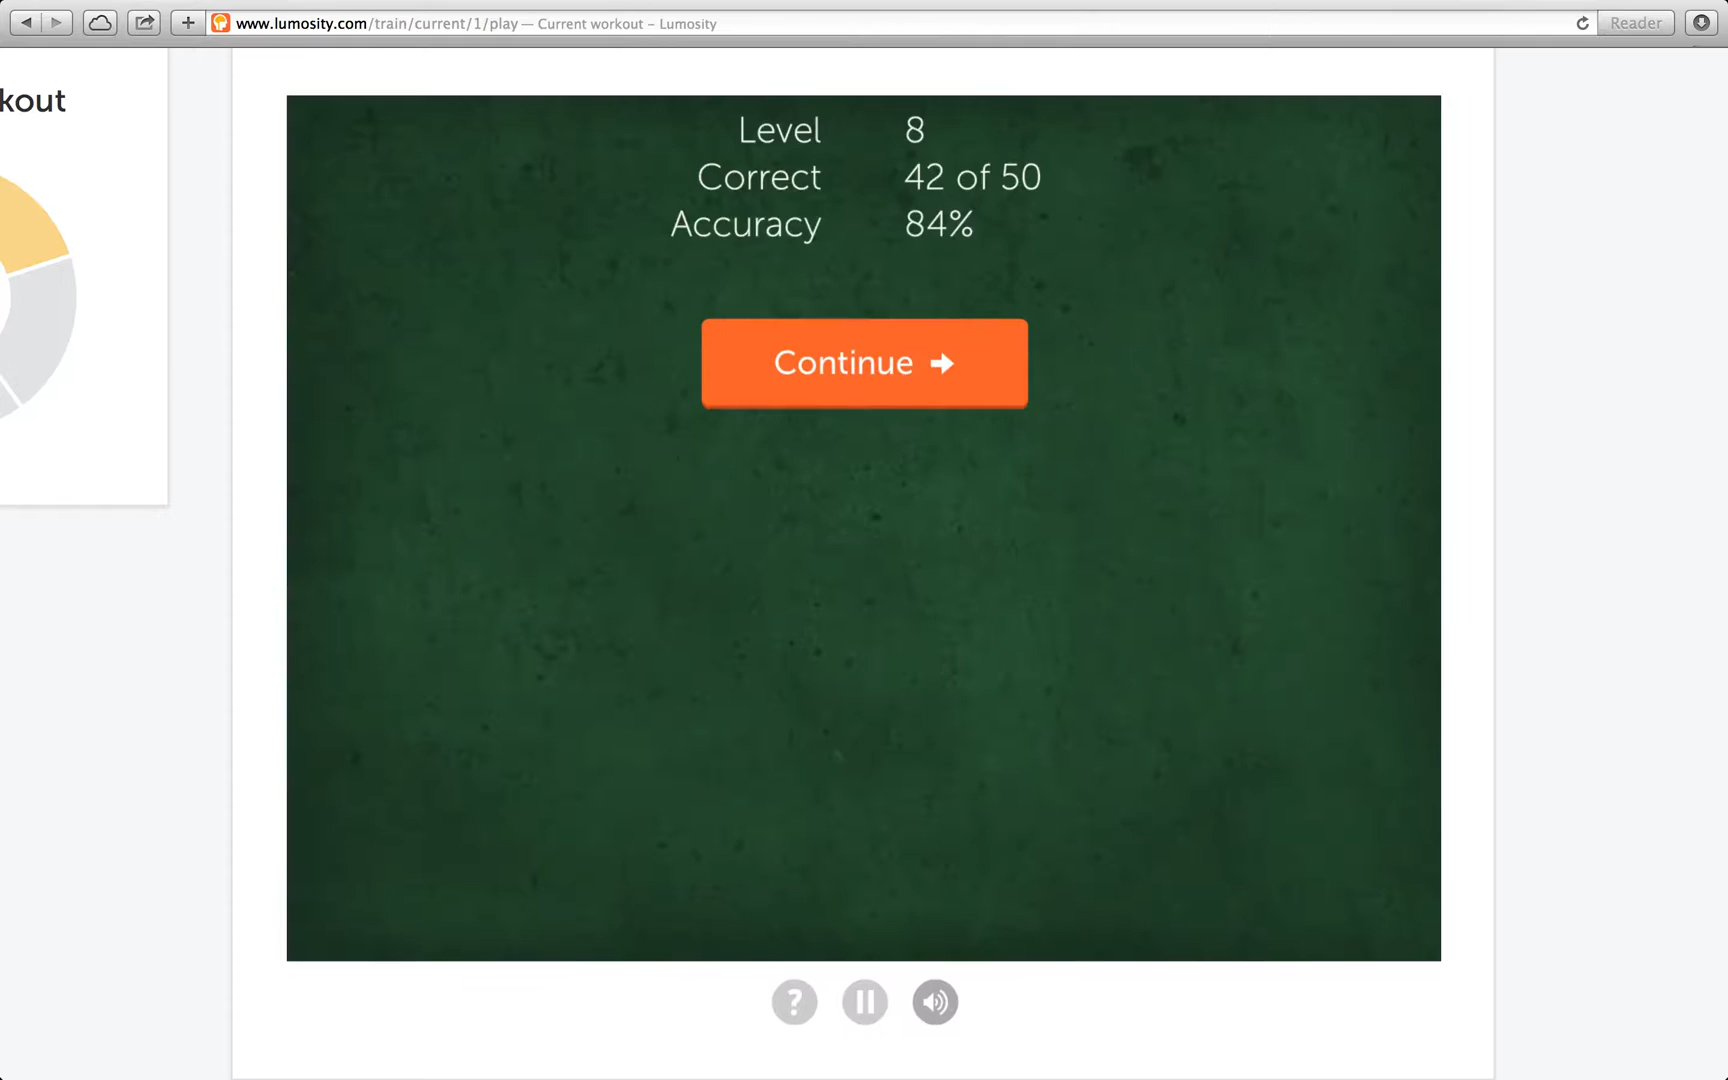 www.lumosity.com/train/current/1/play — Current workout – Lumosity
Reader
kout
Level 8
Correct 42 of 50
Accuracy 84%
Continue
?